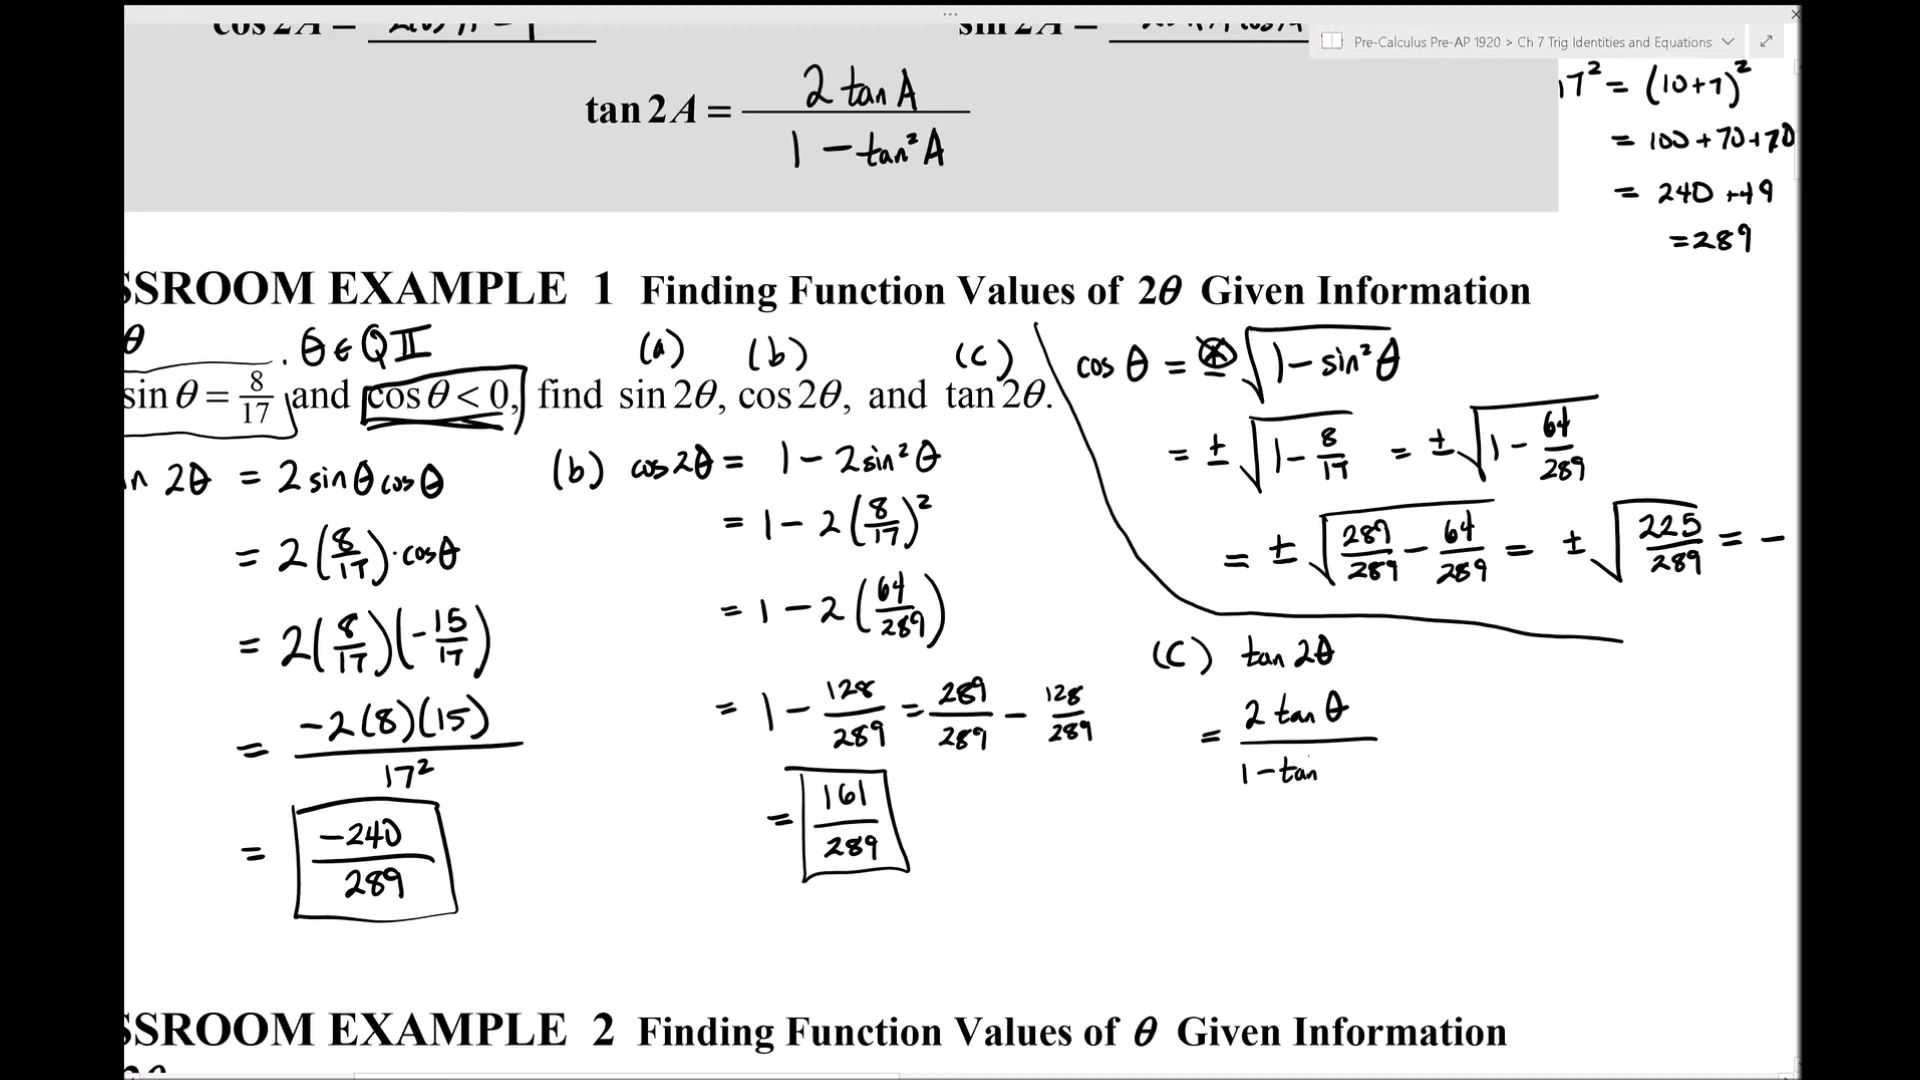 cos 2A =
sin 2A =
Pre-Calculus Pre-AP 1920 > Ch 7 Trig Identities and Equations
tan 2A = 2 tan A / 1 − tan² A
17² = (10+7)²
= 100 + 70 + 70
= 240 + 49
= 289
SSROOM EXAMPLE 1 Finding Function Values of 2θ Given Information
θ . θ ∈ Q II (a) (b) (c)
sin θ = 8/17 and cos θ < 0, find sin 2θ, cos 2θ, and tan 2θ.
n 2θ = 2 sin θ cos θ
= 2(8/17) · cos θ
= 2(8/17)(-15/17)
= -2(8)(15) / 17²
= -240/289
(b) cos 2θ = 1 − 2 sin² θ
= 1 − 2(8/17)²
= 1 − 2(64/289)
= 1 − 128/289 = 289/289 − 128/289
= 161/289
cos θ = ± √(1 − sin² θ)
= ± √(1 − 8/17) = ± √(1 − 64/289)
= ± √(289/289 − 64/289) = ± √(225/289) = −
(C) tan 2θ
= 2 tan θ / 1 − tan
SSROOM EXAMPLE 2 Finding Function Values of θ Given Information